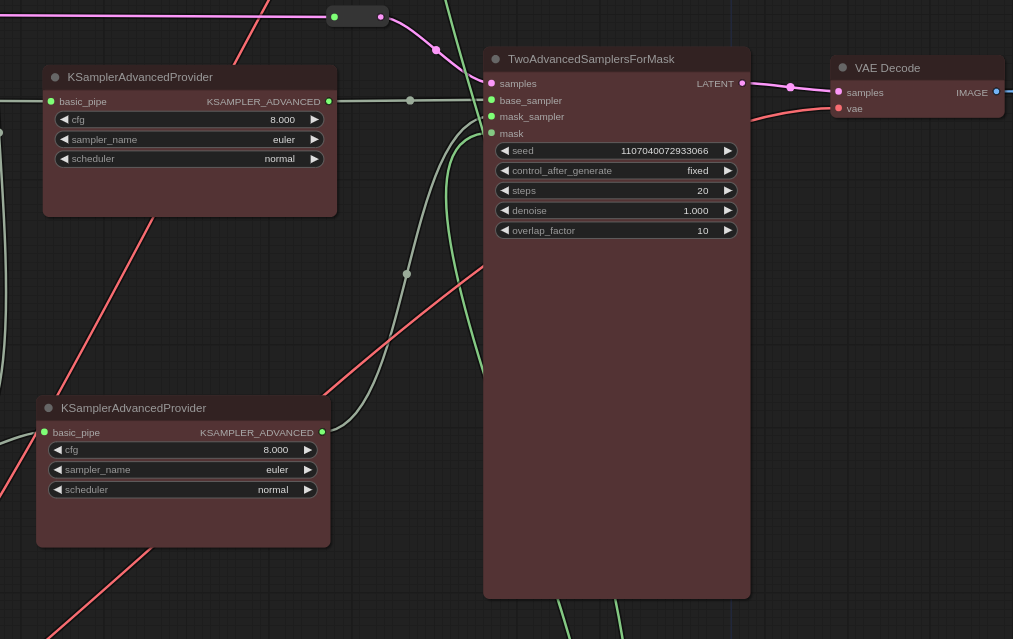 KSamplerAdvancedProvider
basic_pipe KSAMPLER_ADVANCED
cfg 8.000
sampler_name euler
scheduler normal
TwoAdvancedSamplersForMask
samples LATENT
base_sampler
mask_sampler
mask
seed 1107040072933066
control_after_generate fixed
steps 20
denoise 1.000
overlap_factor 10
VAE Decode
samples IMAGE
vae
KSamplerAdvancedProvider
basic_pipe KSAMPLER_ADVANCED
cfg 8.000
sampler_name euler
scheduler normal